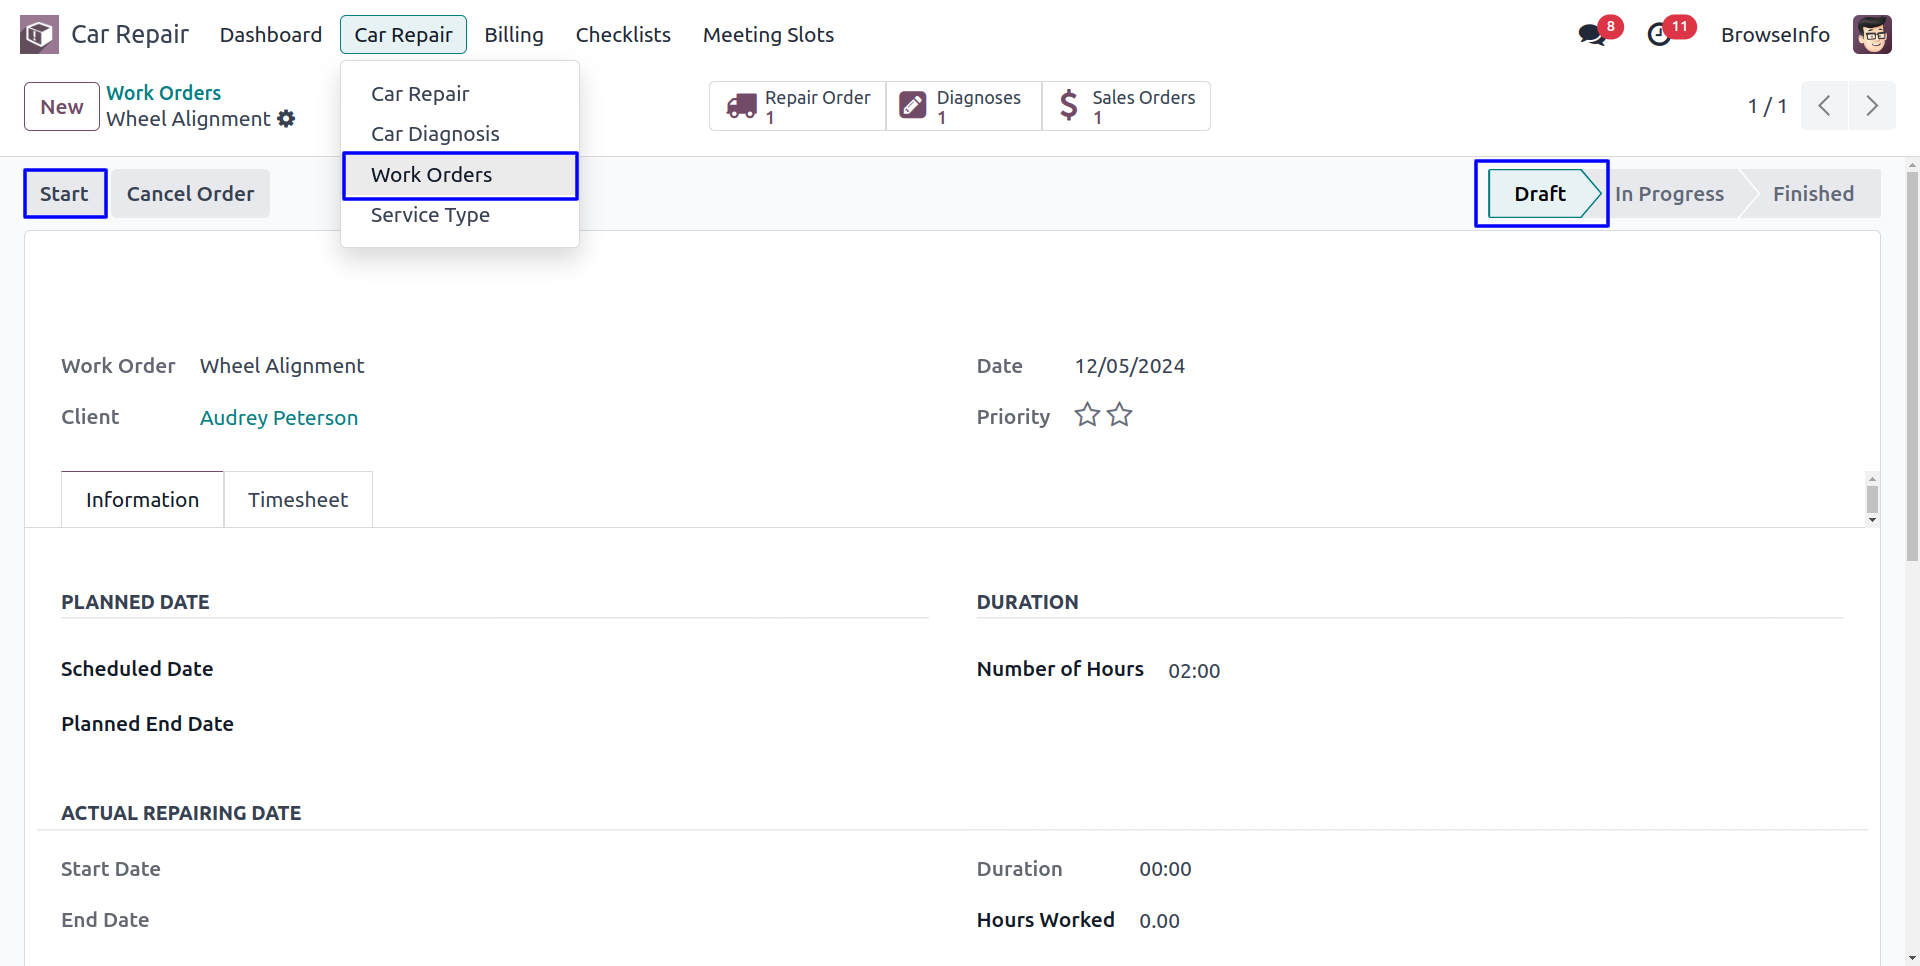 Car Repair Dashboard Car Repair Billing Checklists Meeting Slots 8 11 BrowseInfo
New
Work Orders
Wheel Alignment
Car Repair
Car Diagnosis
Work Orders
Service Type
Repair Order
1
Diagnoses
1
Sales Orders
1
1 / 1
Start Cancel Order
Draft In Progress Finished
Work Order Wheel Alignment
Date 12/05/2024
Client Audrey Peterson
Priority
Information Timesheet
PLANNED DATE
DURATION
Scheduled Date
Number of Hours 02:00
Planned End Date
ACTUAL REPAIRING DATE
Start Date
Duration 00:00
End Date
Hours Worked 0.00